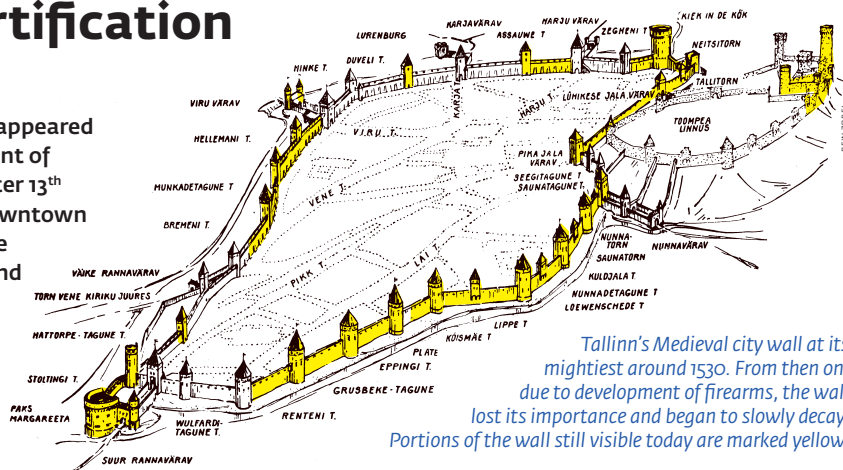 rtification
appeared
nt of
ter 13th
owntown
e
nd
KIEK IN DE KÖK
KARJAVÄRAV
HARJU VÄRAV
LURENBURG
ASSAUWE T
ZEGHENI T
NEITSITORN
DUVELI T.
HINKE T.
TALLITORN
KARJA T
HARJU T.
LÜHIKESE JALA VÄRAV
VIRU VÄRAV
TOOMPEA
LINNUS
VIRU T.
HELLEMANI T.
PIKA JALA
VÄRAV
SEEGITAGUNE T
SAUNATAGUNE T.
MUNKADETAGUNE T
VENE T.
BREMENI T.
NUNNA-
TORN
NUNNAVÄRAV
SAUNATORN
LAI T.
PIKK T.
VÄIKE RANNAVÄRAV
KULDJALA T.
TORN VENE KIRIKU JUURES
NUNNADETAGUNE T
LOEWENSCHEDE T
LIPPE T
HATTORPE-TAGUNE T.
KÖISMÄE T
PLATE
EPPINGI T.
STOLTINGI T.
GRUSBEKE-TAGUNE
PAKS
MARGAREETA
RENTENI T.
WULFARDI-
TAGUNE T.
SUUR RANNAVÄRAV
Tallinn's Medieval city wall at its
mightiest around 1530. From then on,
due to development of firearms, the wall
lost its importance and began to slowly decay.
Portions of the wall still visible today are marked yellow.